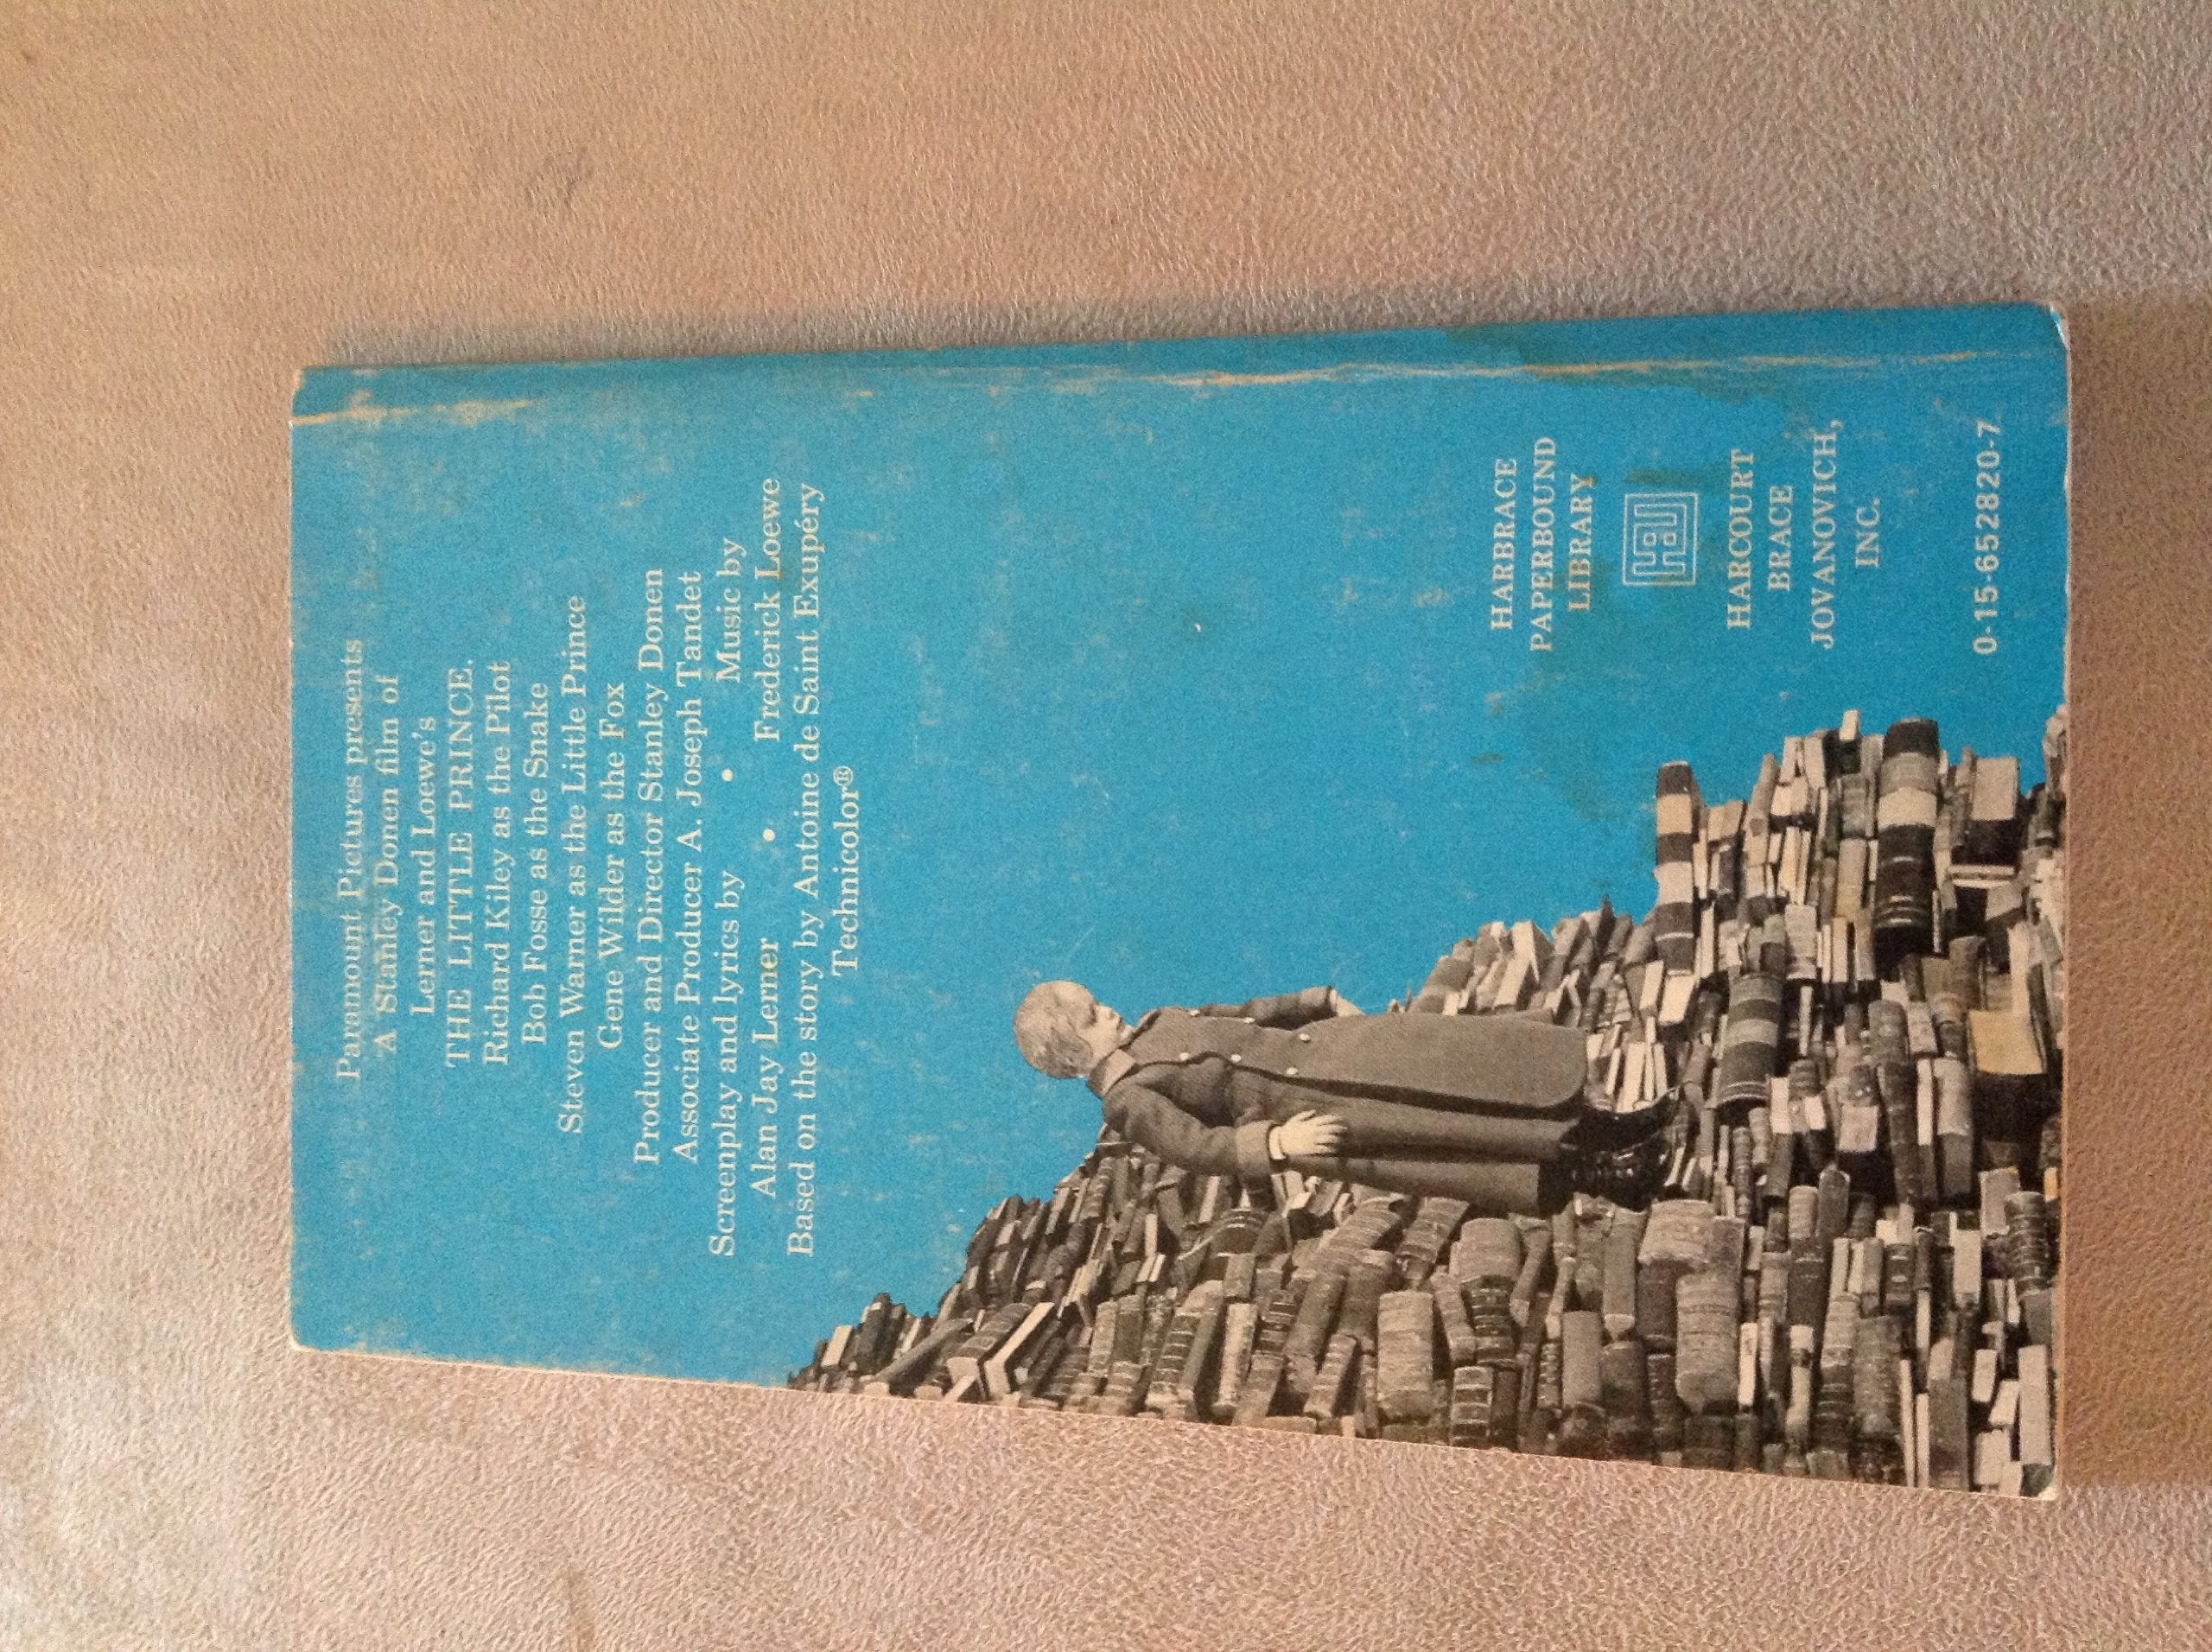 Paramount Pictures presents
A Stanley Donen film of
Lerner and Loewe's
THE LITTLE PRINCE.
Richard Kiley as the Pilot
Bob Fosse as the Snake
Steven Warner as the Little Prince
Gene Wilder as the Fox
Producer and Director Stanley Donen
Associate Producer A. Joseph Tandet
Screenplay and lyrics by • Music by
Alan Jay Lerner • Frederick Loewe
Based on the story by Antoine de Saint Exupéry
Technicolor®
HARBRACE
PAPERBOUND
LIBRARY
HBJ
HARCOURT
BRACE
JOVANOVICH,
INC.
0-15-652820-7